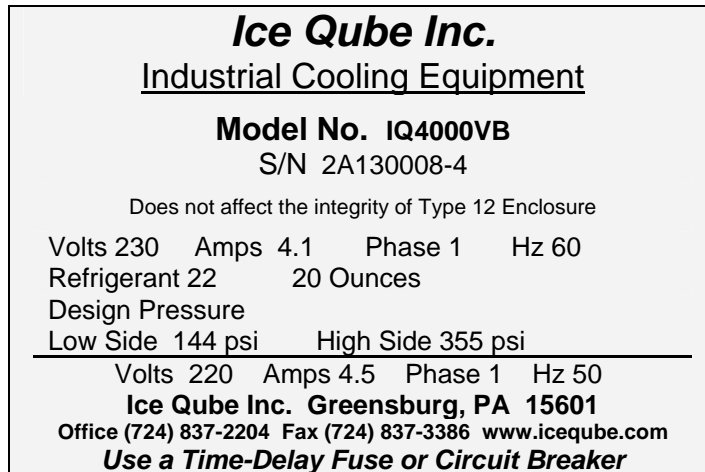 Ice Qube Inc.
Industrial Cooling Equipment
Model No. IQ4000VB
S/N 2A130008-4
Does not affect the integrity of Type 12 Enclosure
Volts 230 Amps 4.1 Phase 1 Hz 60
Refrigerant 22 20 Ounces
Design Pressure
Low Side 144 psi High Side 355 psi
Volts 220 Amps 4.5 Phase 1 Hz 50
Ice Qube Inc. Greensburg, PA 15601
Office (724) 837-2204 Fax (724) 837-3386 www.iceqube.com
Use a Time-Delay Fuse or Circuit Breaker